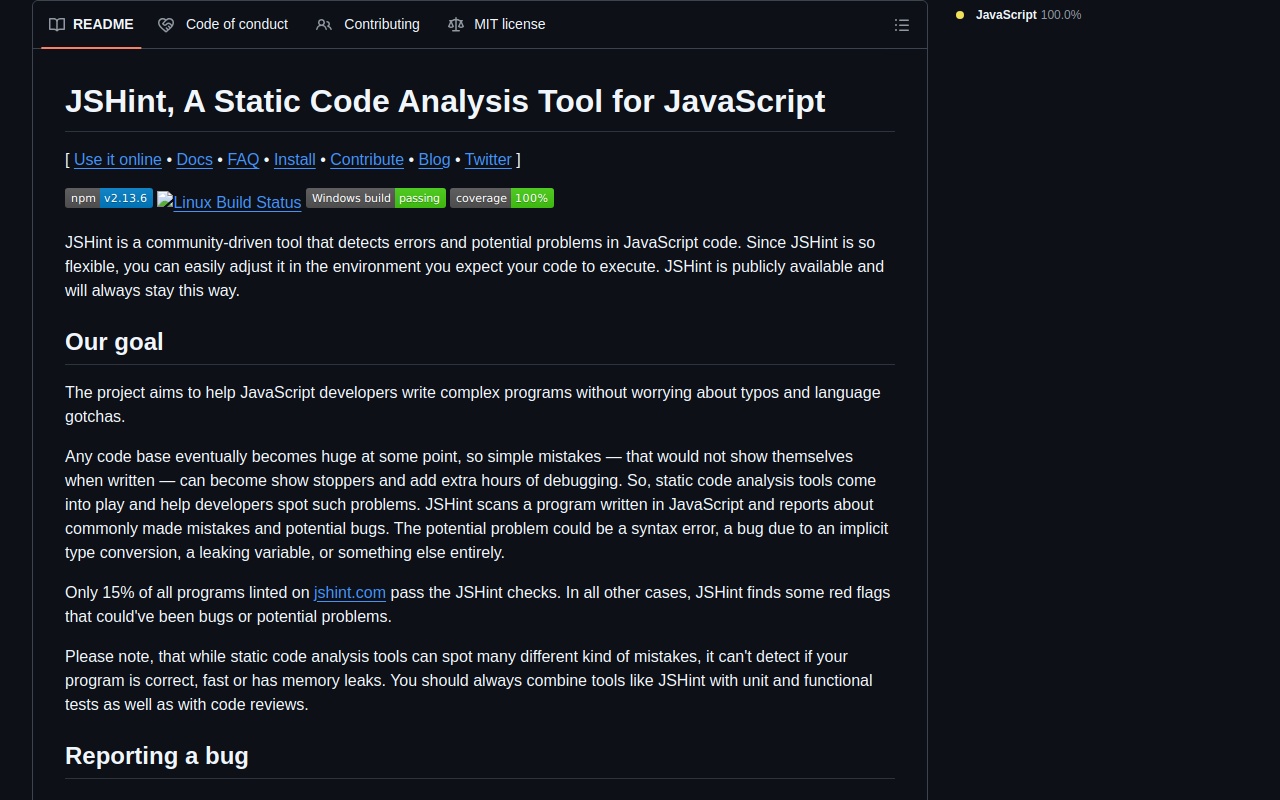 README Code of conduct Contributing MIT license
JavaScript 100.0%
JSHint, A Static Code Analysis Tool for JavaScript
[ Use it online • Docs • FAQ • Install • Contribute • Blog • Twitter ]
npm v2.13.6 Linux Build Status Windows build passing coverage 100%
JSHint is a community-driven tool that detects errors and potential problems in JavaScript code. Since JSHint is so
flexible, you can easily adjust it in the environment you expect your code to execute. JSHint is publicly available and
will always stay this way.
Our goal
The project aims to help JavaScript developers write complex programs without worrying about typos and language
gotchas.
Any code base eventually becomes huge at some point, so simple mistakes — that would not show themselves
when written — can become show stoppers and add extra hours of debugging. So, static code analysis tools come
into play and help developers spot such problems. JSHint scans a program written in JavaScript and reports about
commonly made mistakes and potential bugs. The potential problem could be a syntax error, a bug due to an implicit
type conversion, a leaking variable, or something else entirely.
Only 15% of all programs linted on jshint.com pass the JSHint checks. In all other cases, JSHint finds some red flags
that could've been bugs or potential problems.
Please note, that while static code analysis tools can spot many different kind of mistakes, it can't detect if your
program is correct, fast or has memory leaks. You should always combine tools like JSHint with unit and functional
tests as well as with code reviews.
Reporting a bug